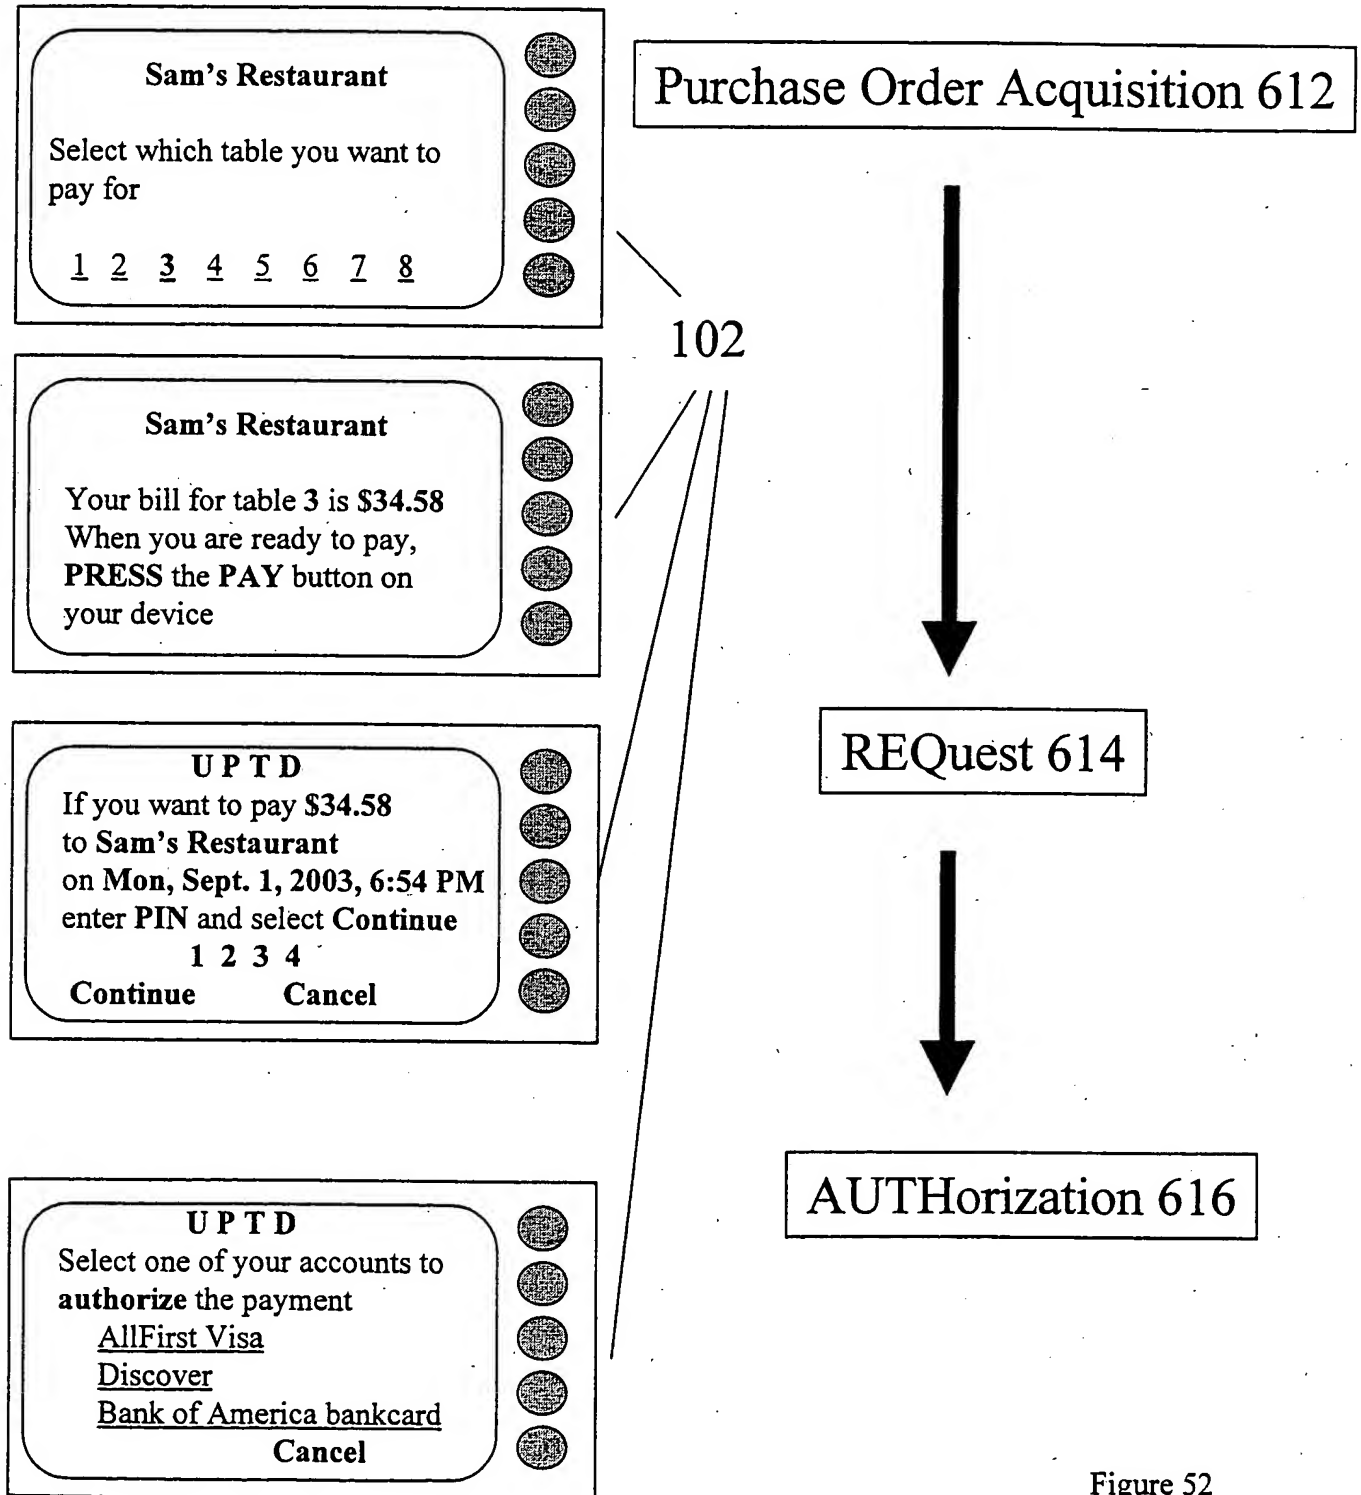 Sam's Restaurant
Select which table you want to
pay for
1 2 3 4 5 6 7 8
Purchase Order Acquisition 612
102
Sam's Restaurant
Your bill for table 3 is $34.58
When you are ready to pay,
PRESS the PAY button on
your device
UPTD
If you want to pay $34.58
to Sam's Restaurant
on Mon, Sept. 1, 2003, 6:54 PM
enter PIN and select Continue
1 2 3 4
Continue Cancel
REQuest 614
UPTD
Select one of your accounts to
authorize the payment
AllFirst Visa
Discover
Bank of America bankcard
Cancel
AUTHorization 616
Figure 52